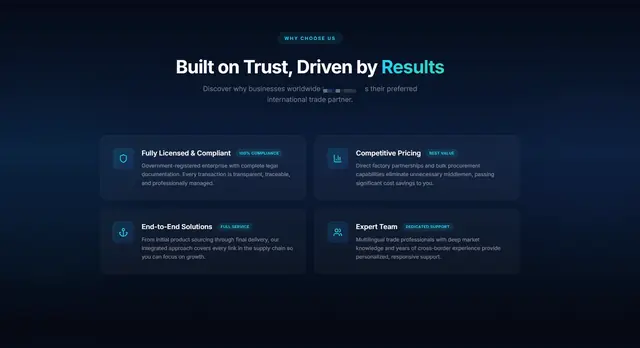 WHY CHOOSE US
Built on Trust, Driven by Results
Discover why businesses worldwide s their preferred
international trade partner.
Fully Licensed & Compliant 100% COMPLIANCE
Government-registered enterprise with complete legal
documentation. Every transaction is transparent, traceable,
and professionally managed.
Competitive Pricing BEST VALUE
Direct factory partnerships and bulk procurement
capabilities eliminate unnecessary middlemen, passing
significant cost savings to you.
End-to-End Solutions FULL SERVICE
From initial product sourcing through final delivery, our
integrated approach covers every link in the supply chain so
you can focus on growth.
Expert Team DEDICATED SUPPORT
Multilingual trade professionals with deep market
knowledge and years of cross-border experience provide
personalized, responsive support.